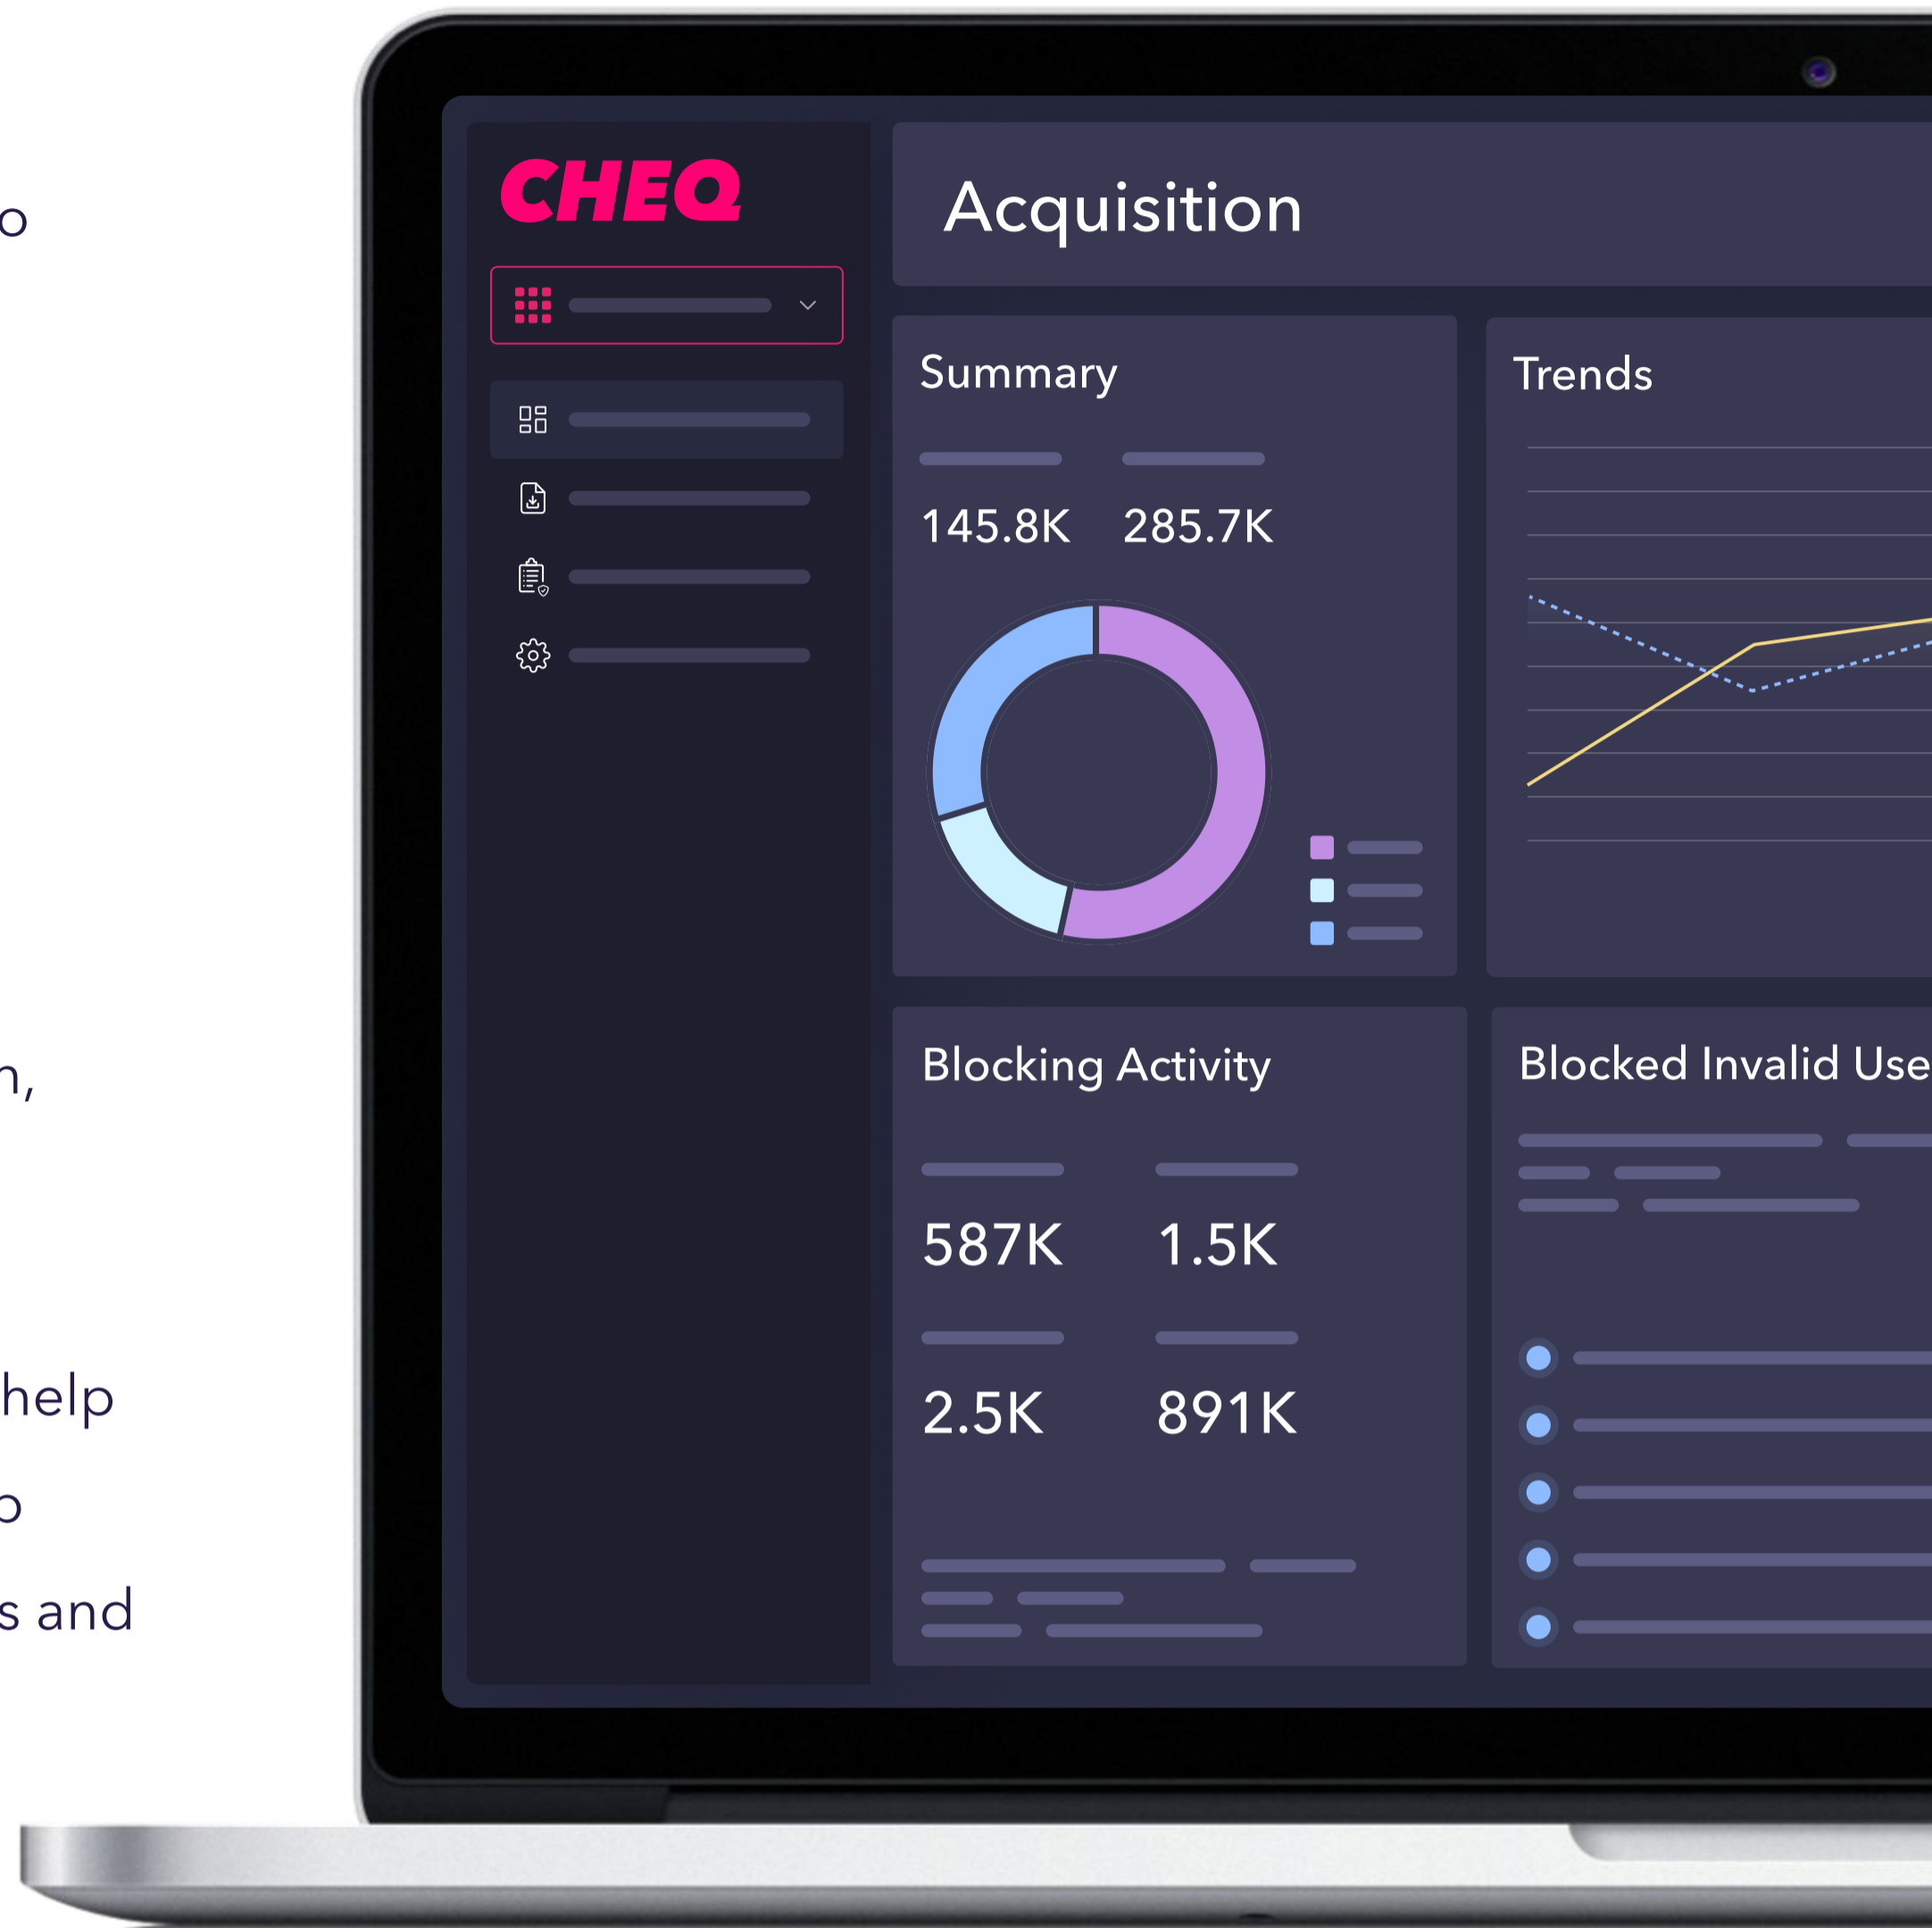 CHEQ
Acquisition
Summary
145.8K 285.7K
Trends
Blocking Activity
587K 1.5K
2.5K 891K
Blocked Invalid
help
and